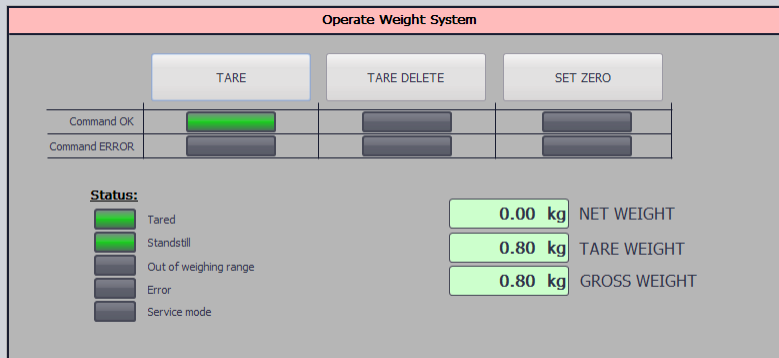 Operate Weight System
TARE TARE DELETE SET ZERO
Command OK
Command ERROR
Status:
Tared
Standstill
Out of weighing range
Error
Service mode
0.00 kg NET WEIGHT
0.80 kg TARE WEIGHT
0.80 kg GROSS WEIGHT